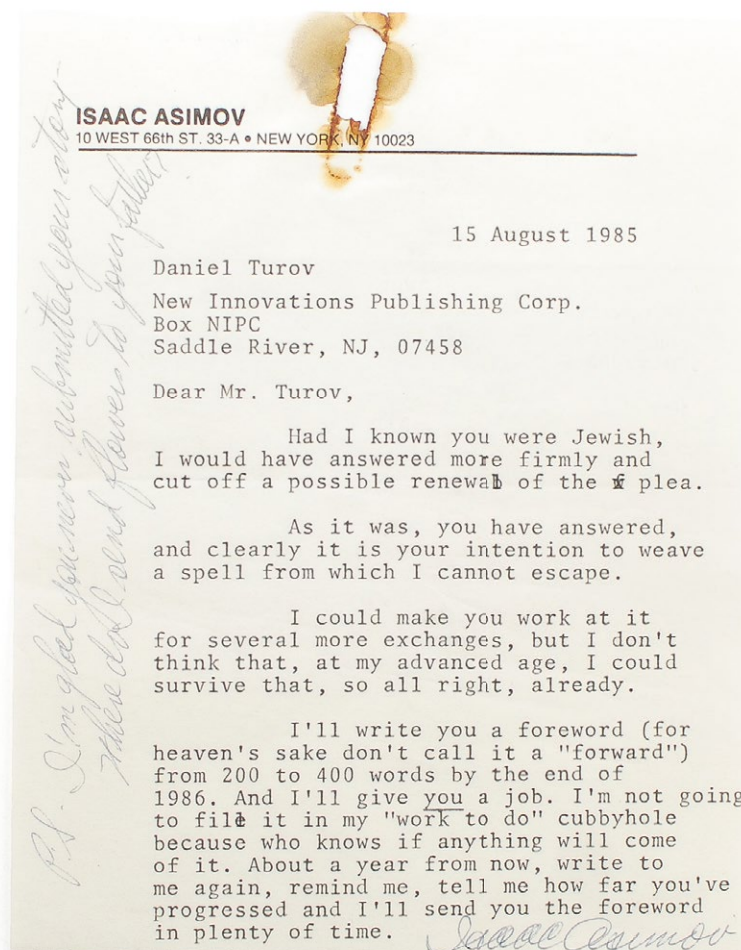 ISAAC ASIMOV
10 WEST 66th ST. 33-A • NEW YORK, NY 10023
15 August 1985
Daniel Turov
New Innovations Publishing Corp.
Box NIPC
Saddle River, NJ, 07458
Dear Mr. Turov,
Had I known you were Jewish,
I would have answered more firmly and
cut off a possible renewal of the plea.
As it was, you have answered,
and clearly it is your intention to weave
a spell from which I cannot escape.
I could make you work at it
for several more exchanges, but I don't
think that, at my advanced age, I could
survive that, so all right, already.
I'll write you a foreword (for
heaven's sake don't call it a "forward")
from 200 to 400 words by the end of
1986. And I'll give you a job. I'm not going
to file it in my "work to do" cubbyhole
because who knows if anything will come
of it. About a year from now, write to
me again, remind me, tell me how far you've
progressed and I'll send you the foreword
in plenty of time.
Isaac Asimov
P.S. I'm glad you never submitted your story
Where do I send flowers to your father?